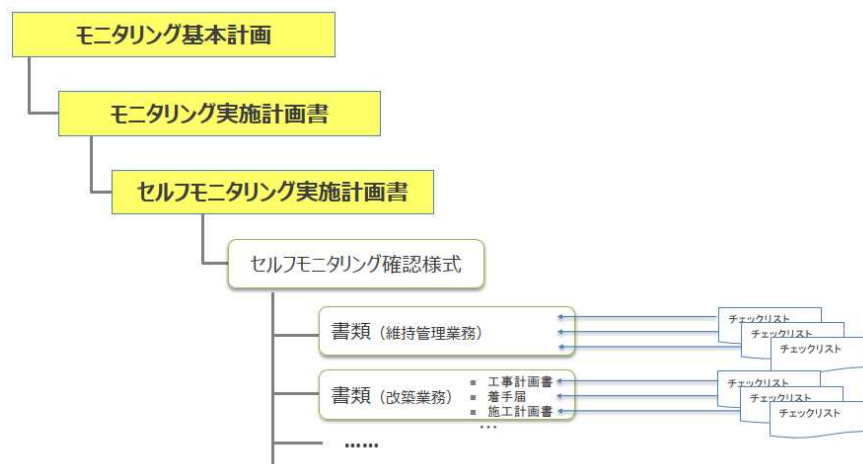 モニタリング基本計画
モニタリング実施計画書
セルフモニタリング実施計画書
セルフモニタリング確認様式
書類（維持管理業務）
チェックリスト
チェックリスト
チェックリスト
書類（改築業務）
■ 工事計画書
■ 着手届
■ 施工計画書
…
チェックリスト
チェックリスト
チェックリスト
……